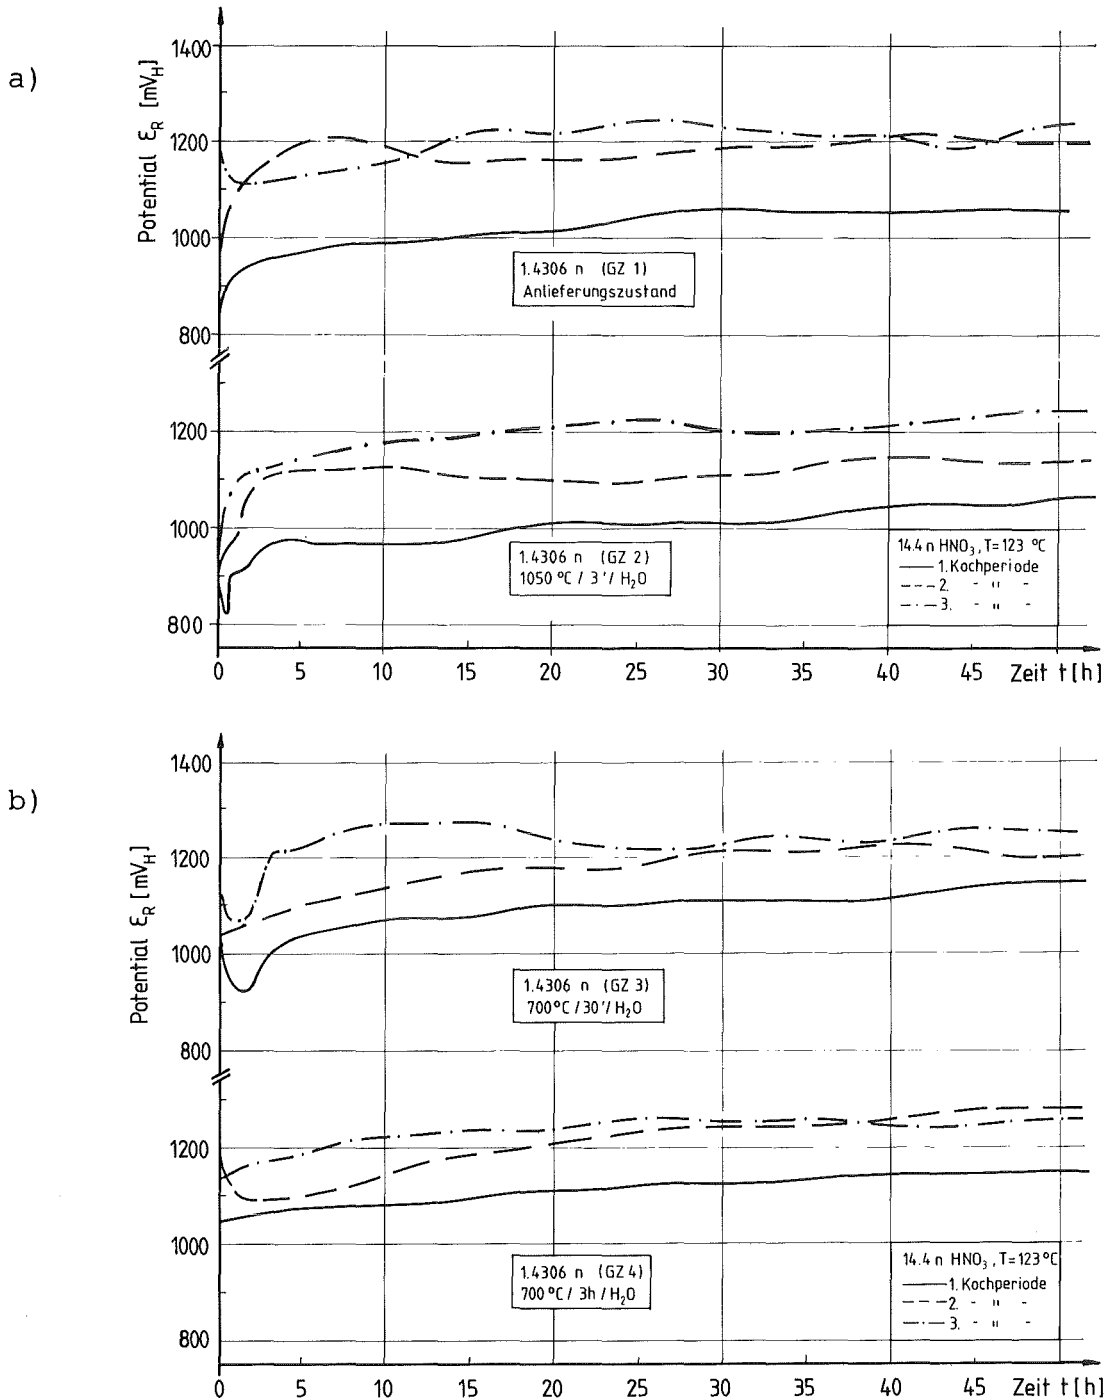 a)
Potential ε_R [mV_H]
1400
1200
1000
800
1.4306 n (GZ 1)
Anlieferungszustand
1200
1000
800
1.4306 n (GZ 2)
1050 °C / 3' / H₂O
14.4 n HNO₃, T=123 °C
1. Kochperiode
2. - " -
3. - " -
0 5 10 15 20 25 30 35 40 45 Zeit t [h]
b)
Potential ε_R [mV_H]
1400
1200
1000
800
1.4306 n (GZ 3)
700 °C / 30' / H₂O
1200
1000
800
1.4306 n (GZ 4)
700 °C / 3h / H₂O
14.4 n HNO₃, T=123 °C
1. Kochperiode
2. - " -
3. - " -
0 5 10 15 20 25 30 35 40 45 Zeit t [h]